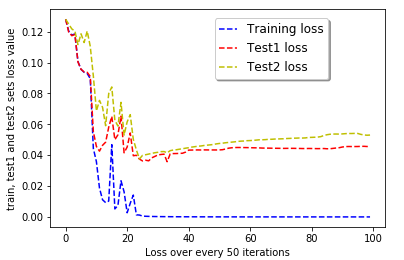 0.12
0.10
0.08
0.06
0.04
0.02
0.00
train, test1 and test2 sets loss value
Training loss
Test1 loss
Test2 loss
0 20 40 60 80 100
Loss over every 50 iterations